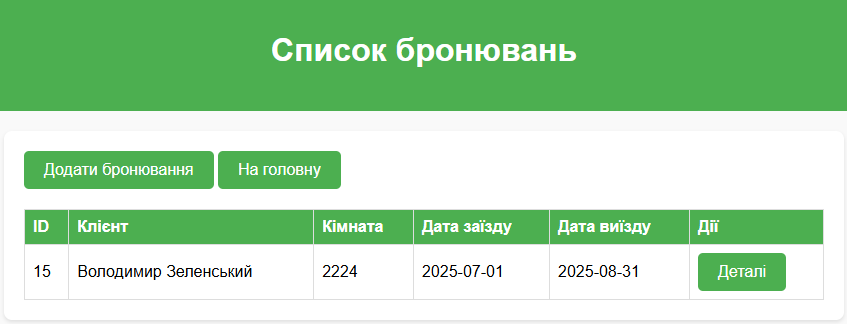 Список бронювань
Додати бронювання На головну
ID Клієнт Кімната Дата заїзду Дата виїзду Дії
15 Володимир Зеленський 2224 2025-07-01 2025-08-31 Деталі